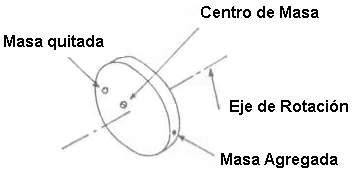 Centro de Masa
Masa quitada
Eje de Rotación
Masa Agregada